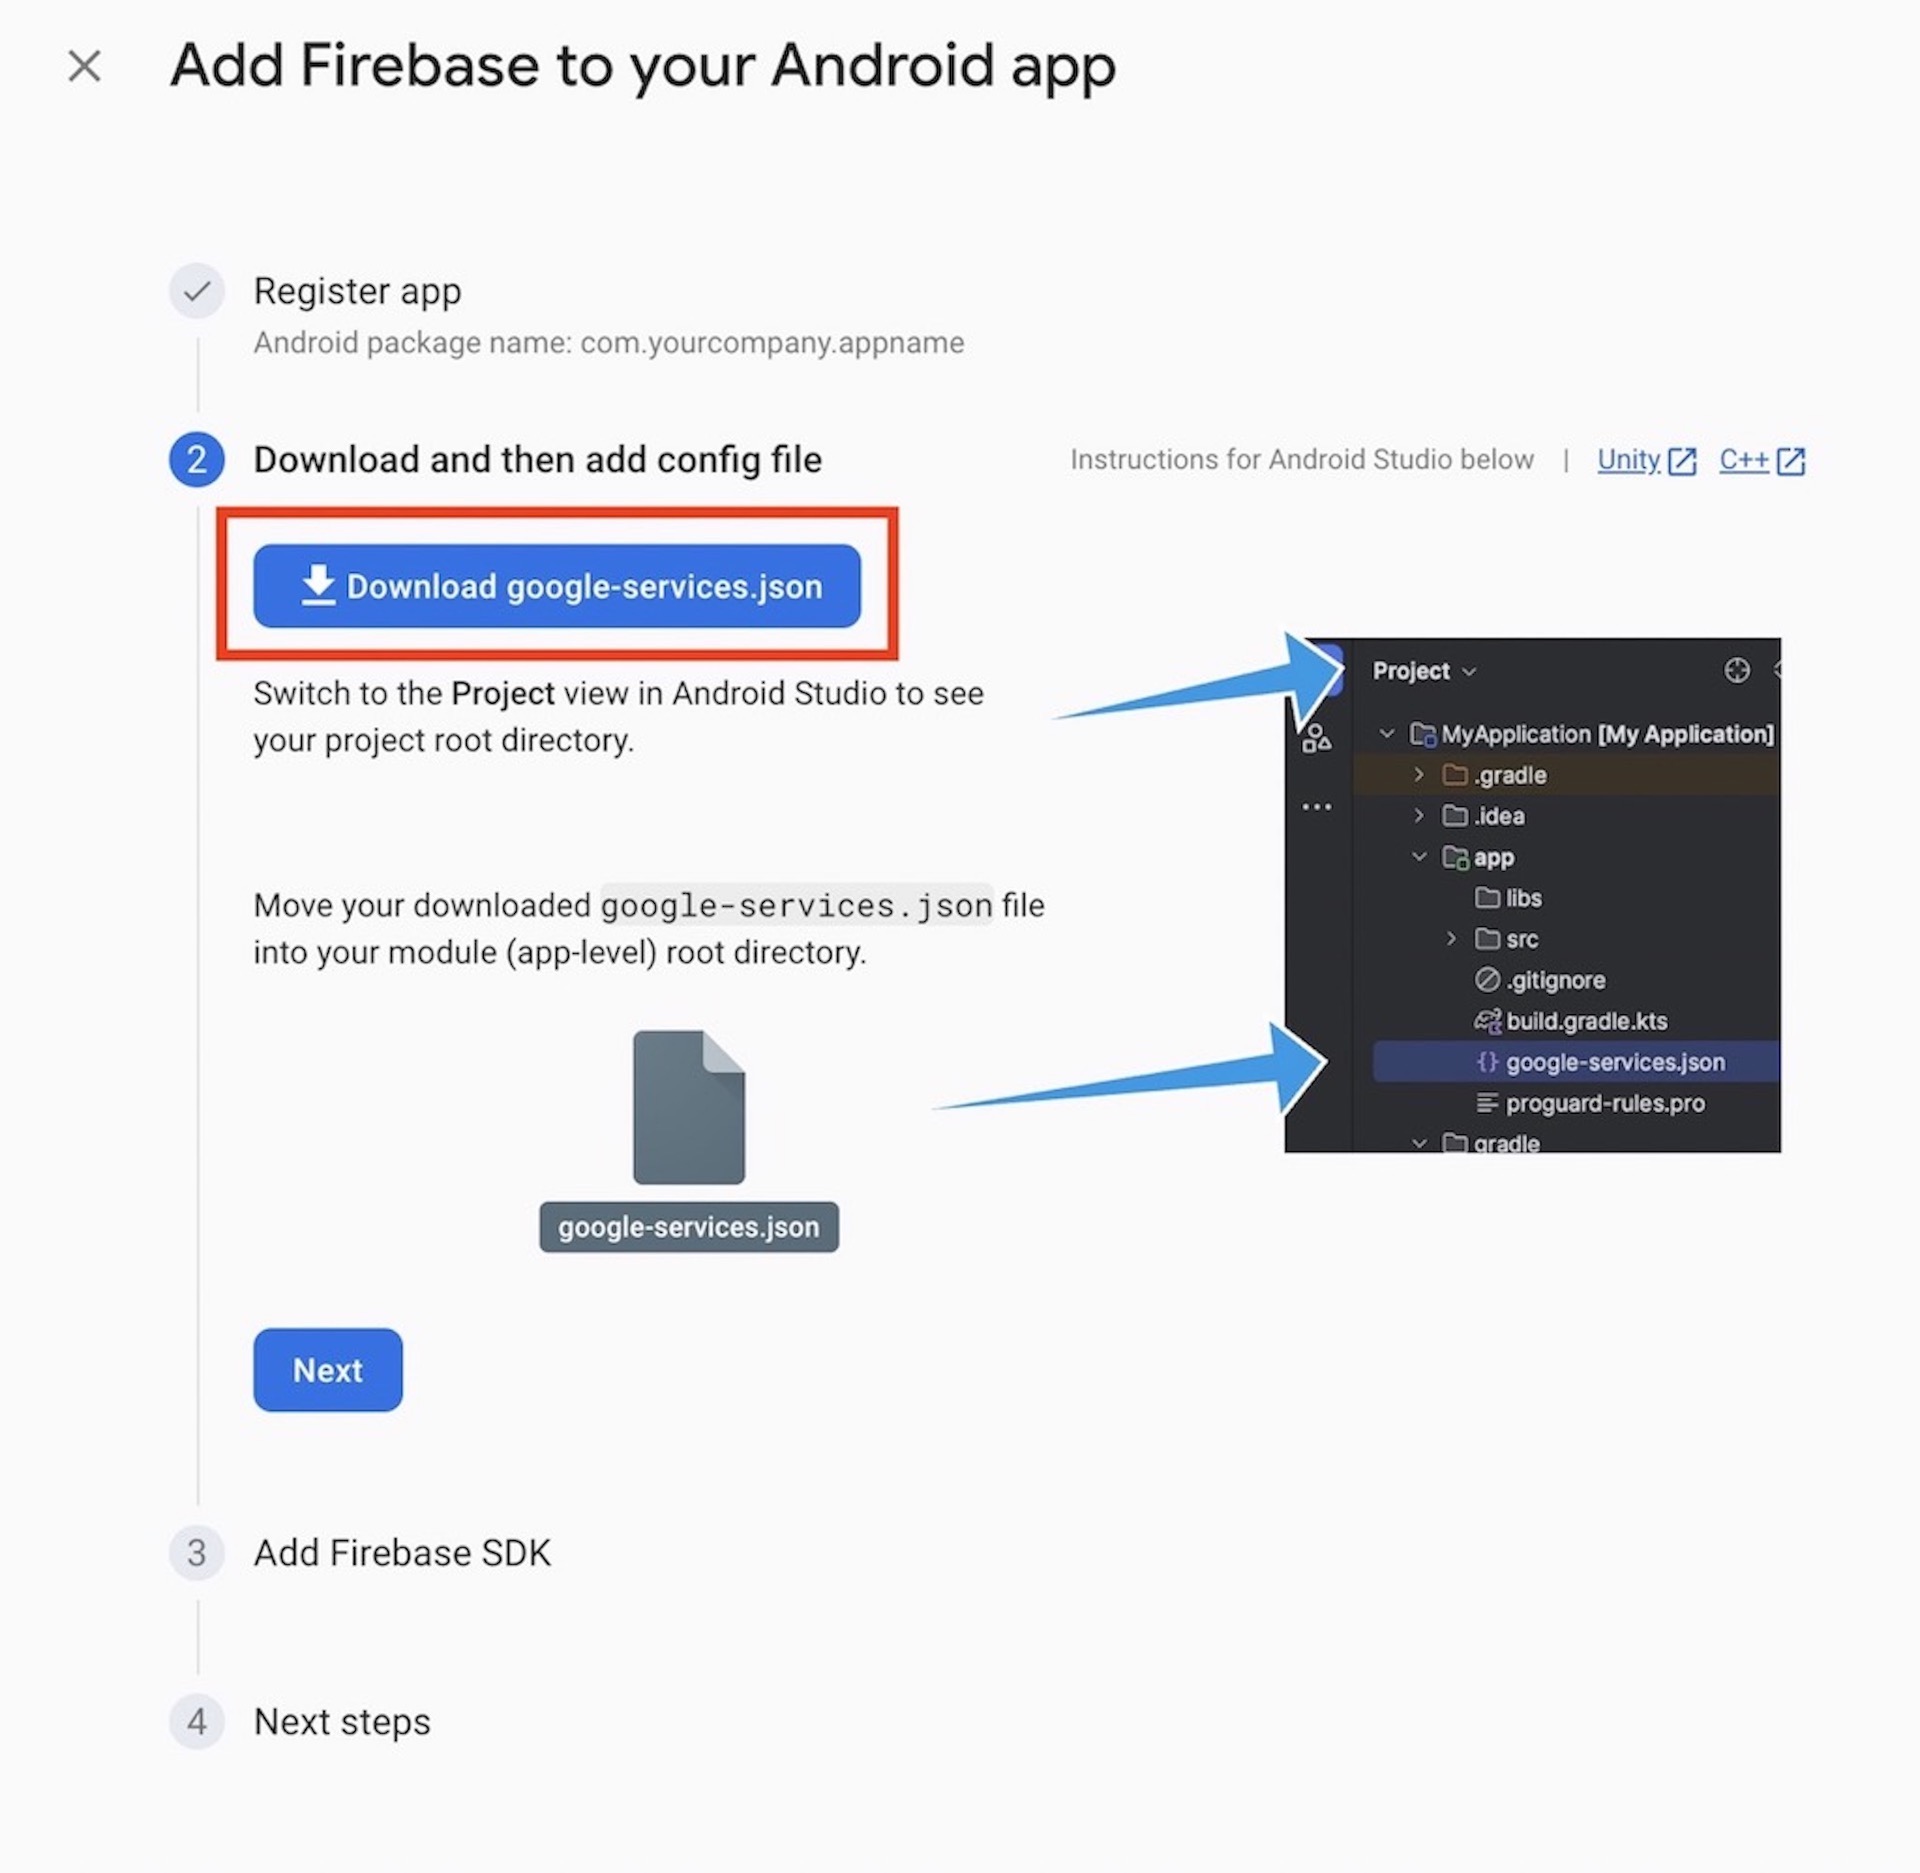 Add Firebase to your Android app
Register app
Android package name: com.yourcompany.appname
2 Download and then add config file
Instructions for Android Studio below | Unity C++
Download google-services.json
Switch to the Project view in Android Studio to see
your project root directory.
Move your downloaded google-services.json file
into your module (app-level) root directory.
google-services.json
Project
MyApplication [My Application]
.gradle
.idea
app
libs
src
.gitignore
build.gradle.kts
google-services.json
proguard-rules.pro
gradle
Next
3 Add Firebase SDK
4 Next steps